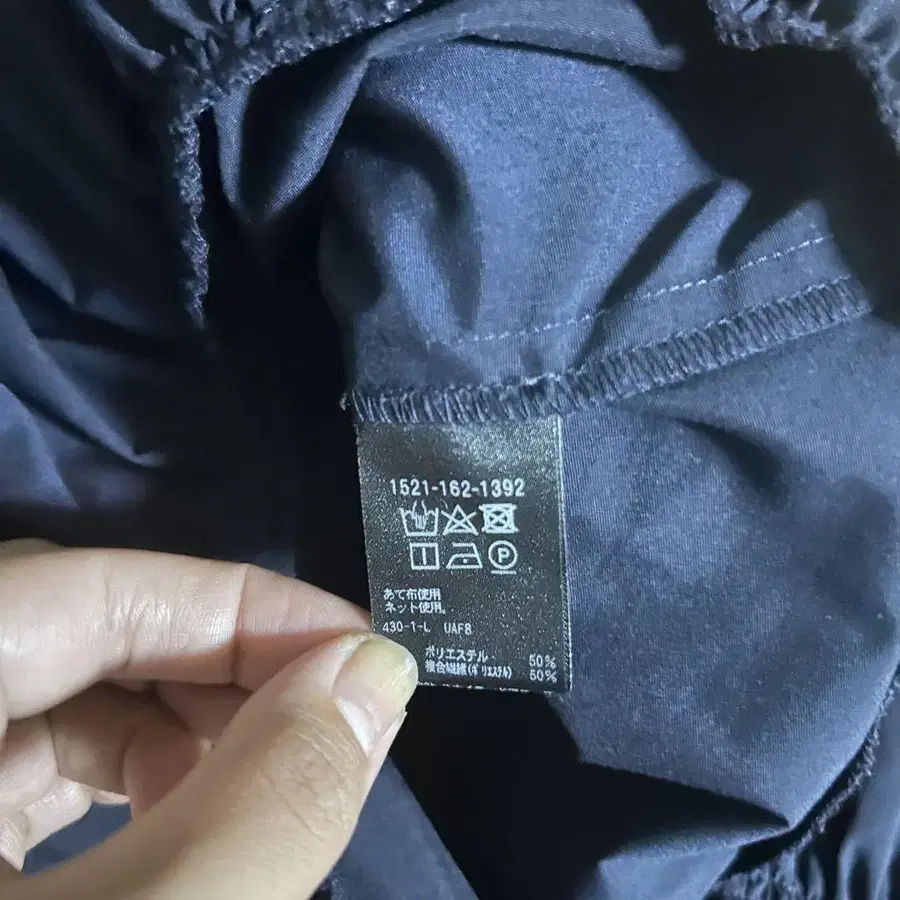 1521-162-1392
P
あて布使用
ネット使用。
430-1-L UAF8
ポリエステル 50%
複合繊維(ポリエステル) 50%